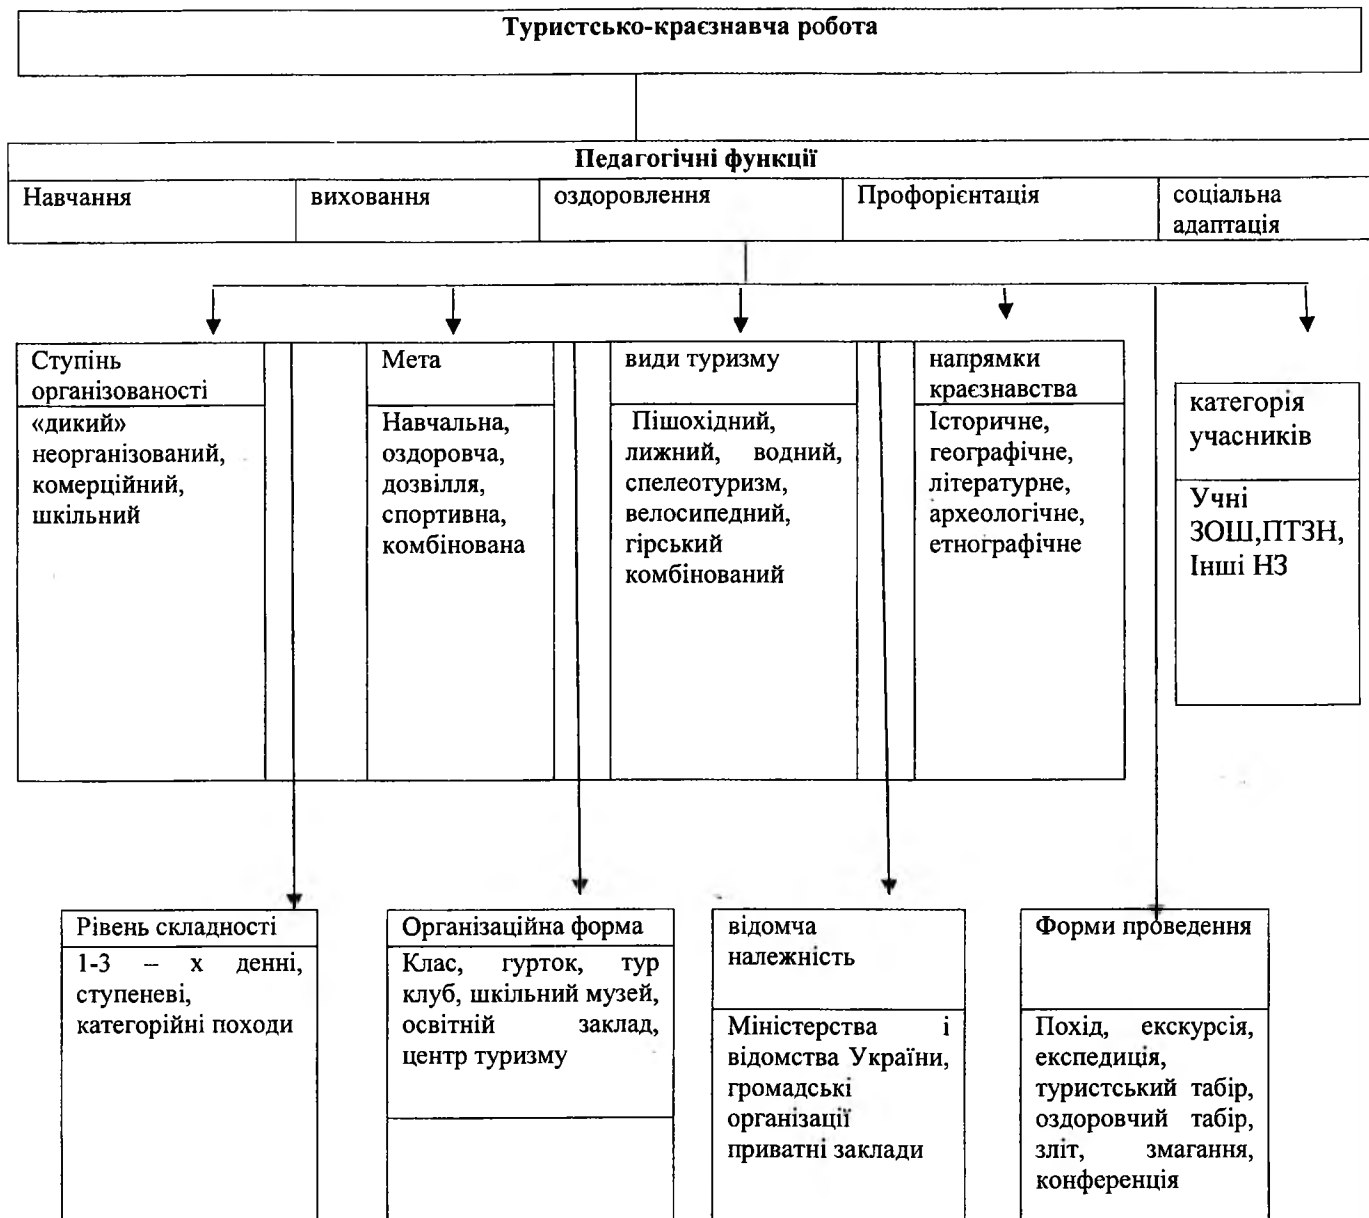 Туристсько-краєзнавча робота
Педагогічні функції
Навчання
виховання
оздоровлення
Профорієнтація
соціальна
адаптація
Ступінь
організованості
«дикий»
неорганізований,
комерційний,
шкільний
Мета
Навчальна,
оздоровча,
дозвілля,
спортивна,
комбінована
види туризму
Пішохідний,
лижний, водний,
спелеотуризм,
велосипедний,
гірський
комбінований
напрямки
краєзнавства
Історичне,
географічне,
літературне,
археологічне,
етнографічне
категорія
учасників
Учні
ЗОШ,ПТЗН,
Інші НЗ
Рівень складності
1-3 – х денні,
ступеневі,
категорійні походи
Організаційна форма
Клас, гурток, тур
клуб, шкільний музей,
освітній заклад,
центр туризму
відомча
належність
Міністерства і
відомства України,
громадські
організації
приватні заклади
Форми проведення
Похід, екскурсія,
експедиція,
туристський табір,
оздоровчий табір,
зліт, змагання,
конференція